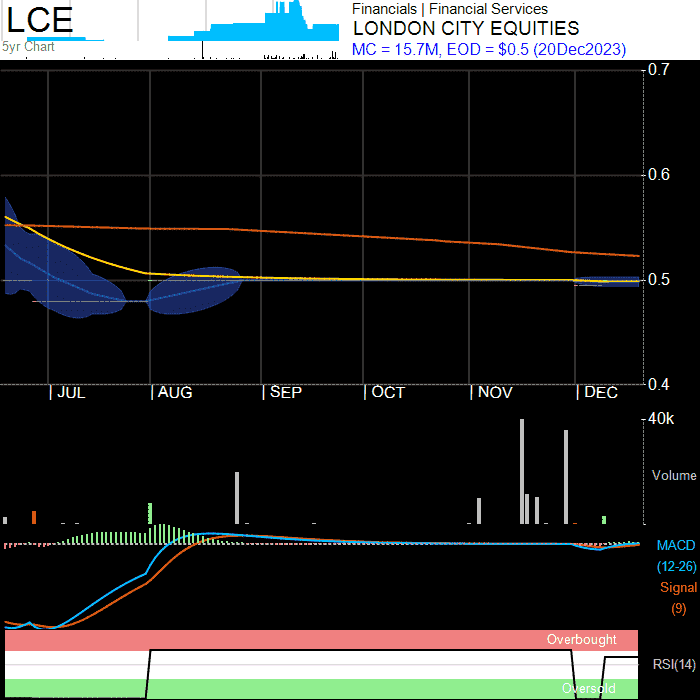 LCE
5yr Chart
Financials | Financial Services
LONDON CITY EQUITIES
MC = 15.7M, EOD = $0.5 (20Dec2023)
0.7
0.6
0.5
0.4
| JUL | AUG | SEP | OCT | NOV | DEC
40k
Volume
MACD
(12-26)
Signal
(9)
Overbought
RSI(14)
Oversold